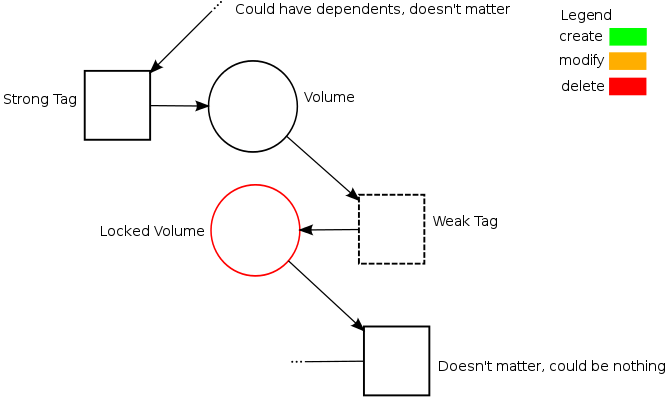 Could have dependents, doesn't matter
Legend
create
modify
delete
Strong Tag
Volume
Locked Volume
Weak Tag
Doesn't matter, could be nothing